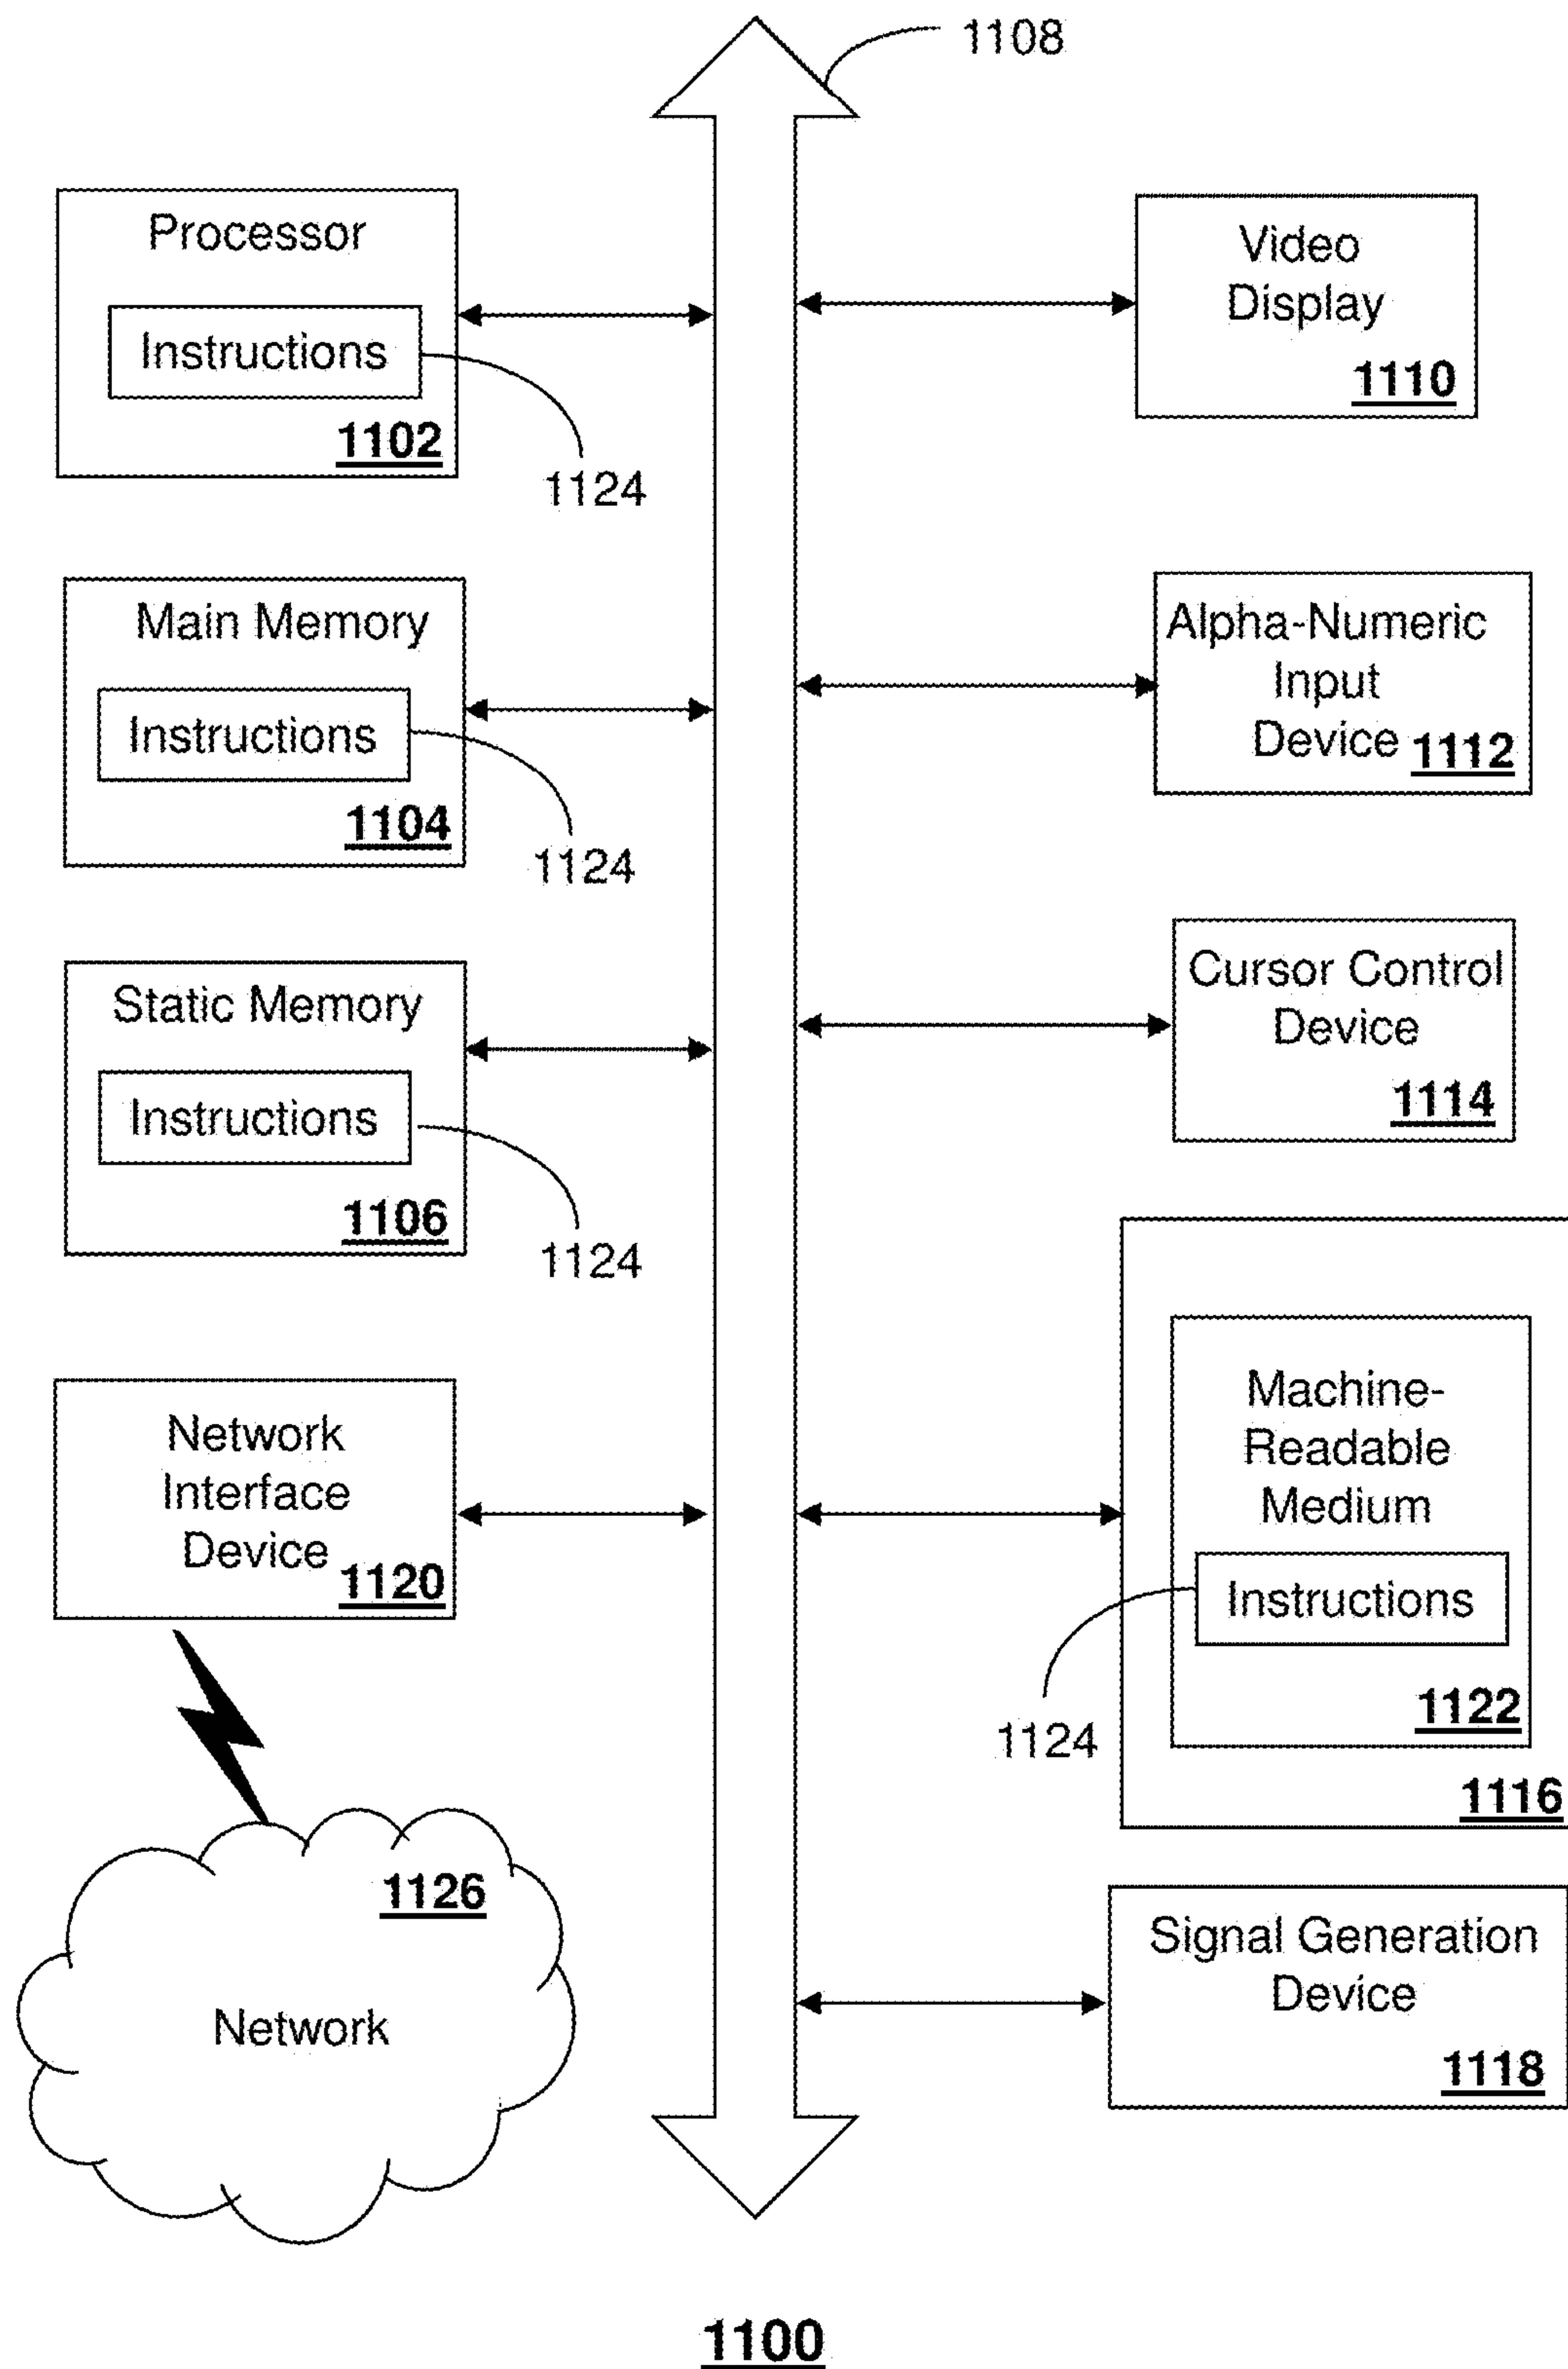 1108
Processor
Instructions
1102
1124
Main Memory
Instructions
1104
1124
Static Memory
Instructions
1106
1124
Network
Interface
Device
1120
1126
Network
Video
Display
1110
Alpha-Numeric
Input
Device 1112
Cursor Control
Device
1114
Machine-
Readable
Medium
Instructions
1124
1122
1116
Signal Generation
Device
1118
1100